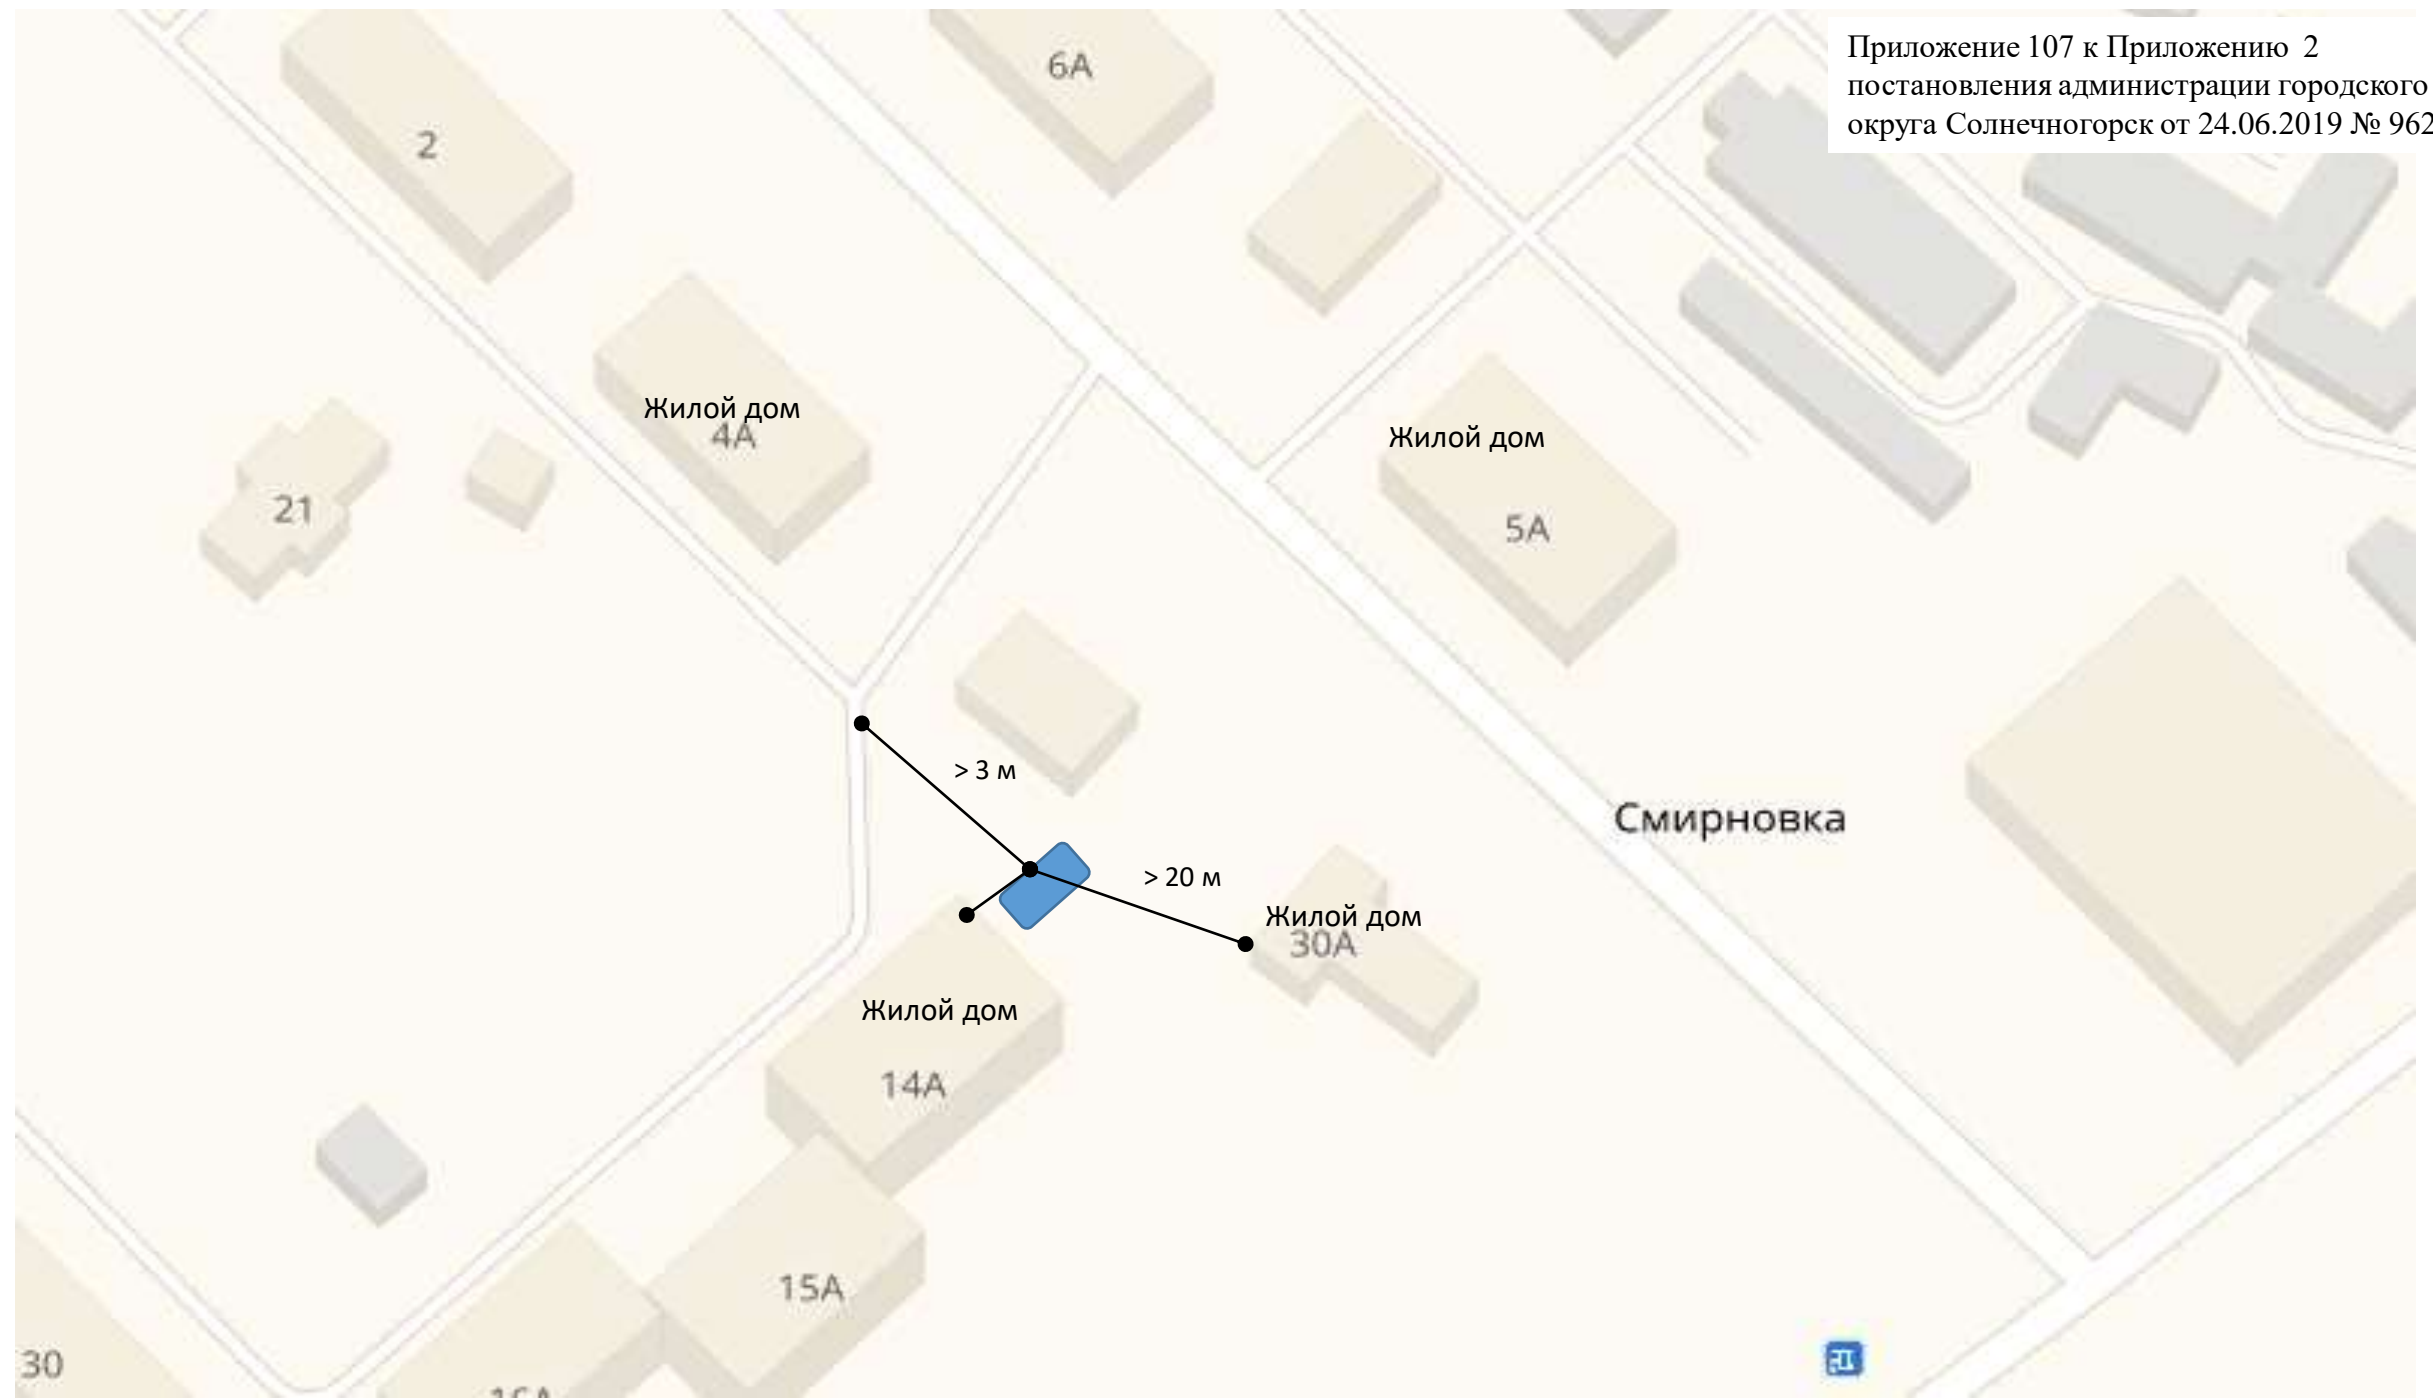 Приложение 107 к Приложению 2
постановления администрации городского
округа Солнечногорск от 24.06.2019 № 962
6А
2
Жилой дом
4А
Жилой дом
21
5А
> 3 м
Смирновка
> 20 м
Жилой дом
30А
Жилой дом
14А
15А
30